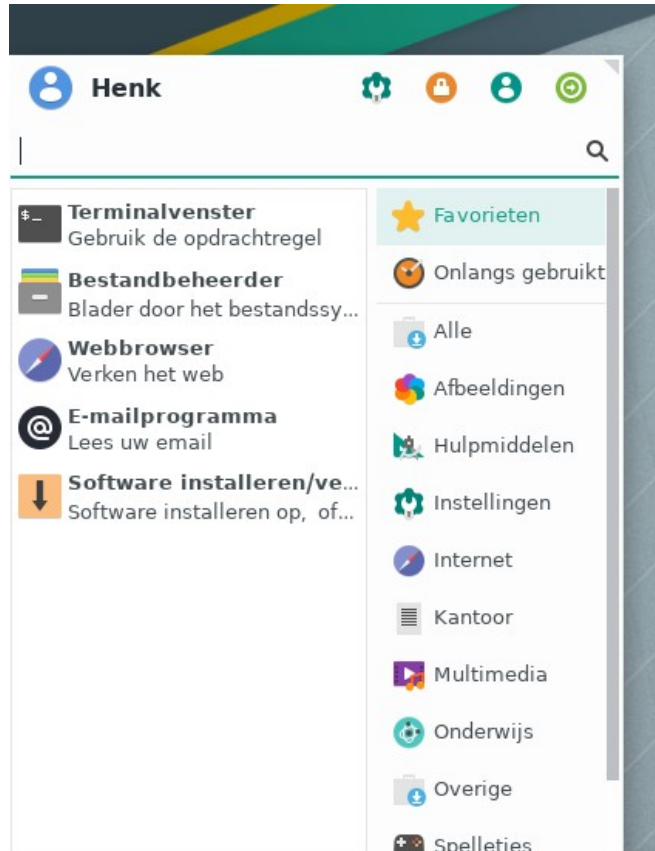 Henk
$_
Terminalvenster
Gebruik de opdrachtregel
Bestandbeheerder
Blader door het bestandssy...
Webbrowser
Verken het web
@
E-mailprogramma
Lees uw email
Software installeren/ve...
Software installeren op, of...
Favorieten
Onlangs gebruikt
Alle
Afbeeldingen
Hulpmiddelen
Instellingen
Internet
Kantoor
Multimedia
Onderwijs
Overige
Spelletjes